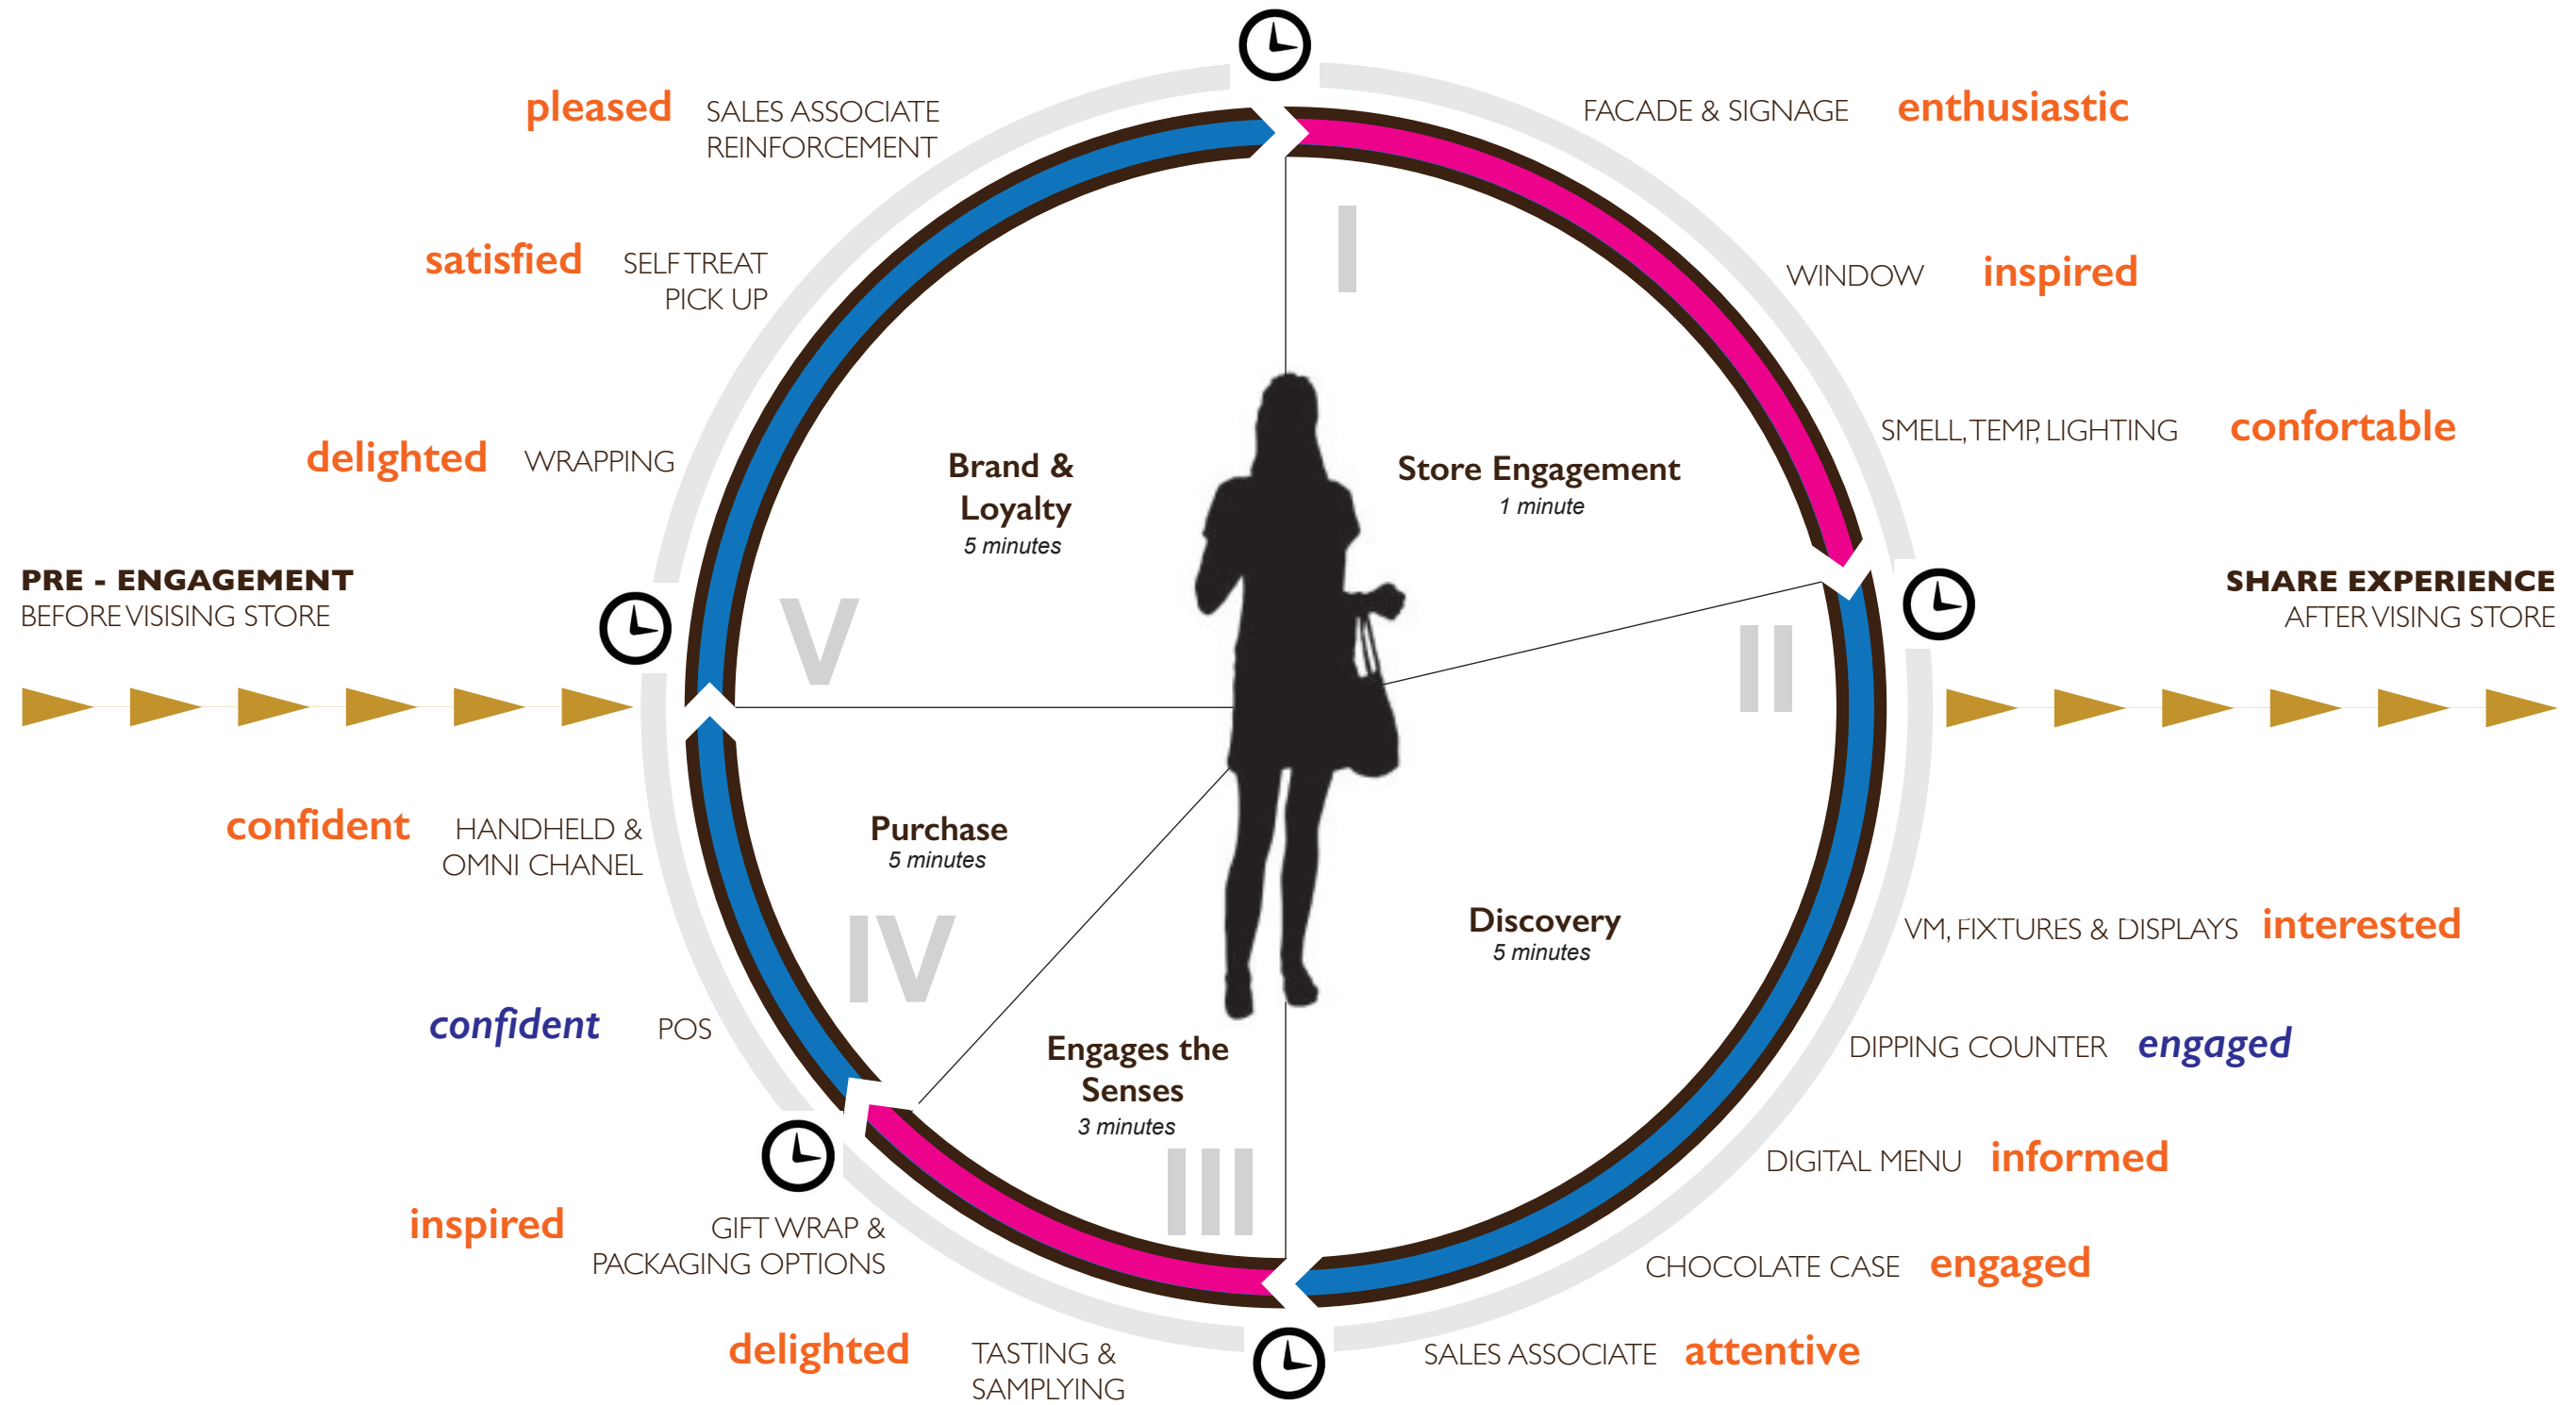 pleased
SALES ASSOCIATE
REINFORCEMENT
FACADE & SIGNAGE
enthusiastic
satisfied
SELF TREAT
PICK UP
I
WINDOW
inspired
delighted
WRAPPING
Brand &
Loyalty
5 minutes
Store Engagement
1 minute
SMELL, TEMP, LIGHTING
confortable
PRE - ENGAGEMENT
BEFORE VISISING STORE
V
II
SHARE EXPERIENCE
AFTER VISING STORE
confident
HANDHELD &
OMNI CHANEL
Purchase
5 minutes
IV
Discovery
5 minutes
VM, FIXTURES & DISPLAYS
interested
confident
POS
Engages the
Senses
3 minutes
III
DIPPING COUNTER
engaged
DIGITAL MENU
informed
inspired
GIFT WRAP &
PACKAGING OPTIONS
CHOCOLATE CASE
engaged
delighted
TASTING &
SAMPLYING
SALES ASSOCIATE
attentive